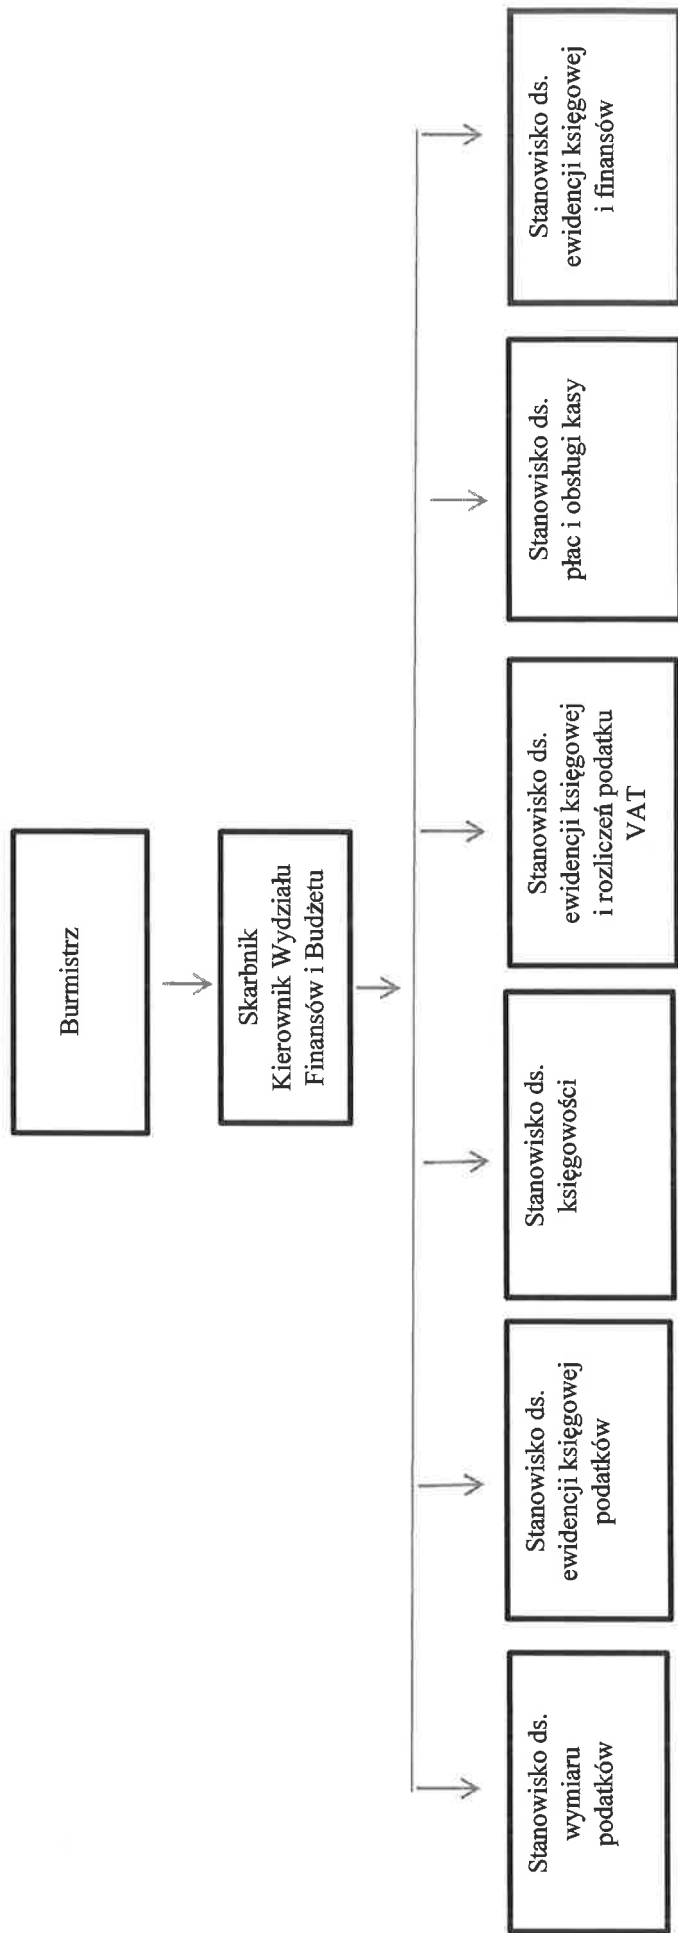 Burmistrz
Skarbnik
Kierownik Wydziału
Finansów i Budżetu
Stanowisko ds.
wymiaru
podatków
Stanowisko ds.
ewidencji księgowej
podatków
Stanowisko ds.
księgowości
Stanowisko ds.
ewidencji księgowej
i rozliczeń podatku
VAT
Stanowisko ds.
płac i obsługi kasy
Stanowisko ds.
ewidencji księgowej
i finansów